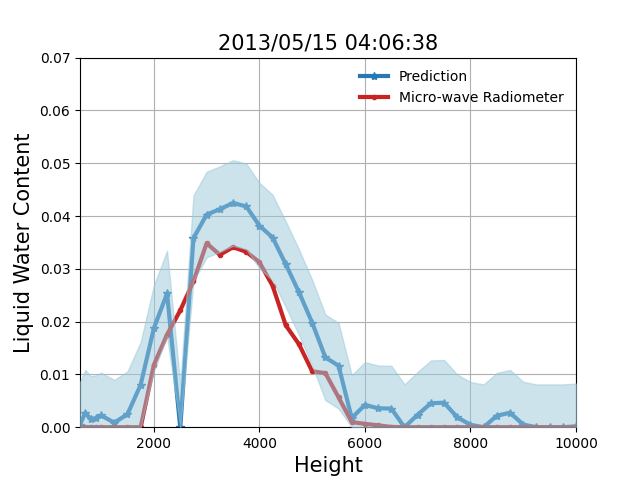 2013/05/15 04:06:38
0.07
0.06
0.05
0.04
0.03
0.02
0.01
0.00
Liquid Water Content
Prediction
Micro-wave Radiometer
2000 4000 6000 8000 10000
Height